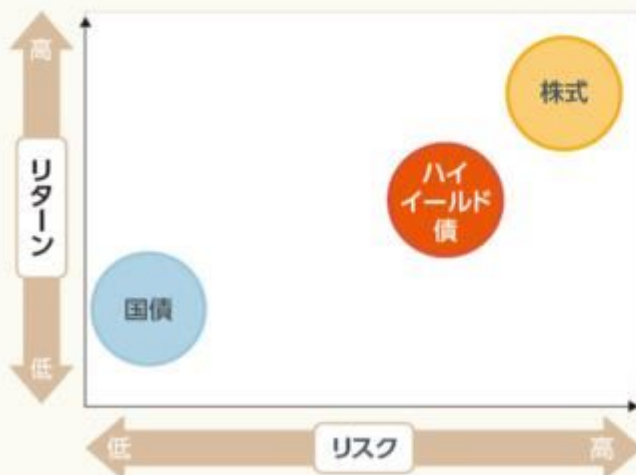 高
リターン
低
株式
ハイ
イールド
債
国債
低
リスク
高